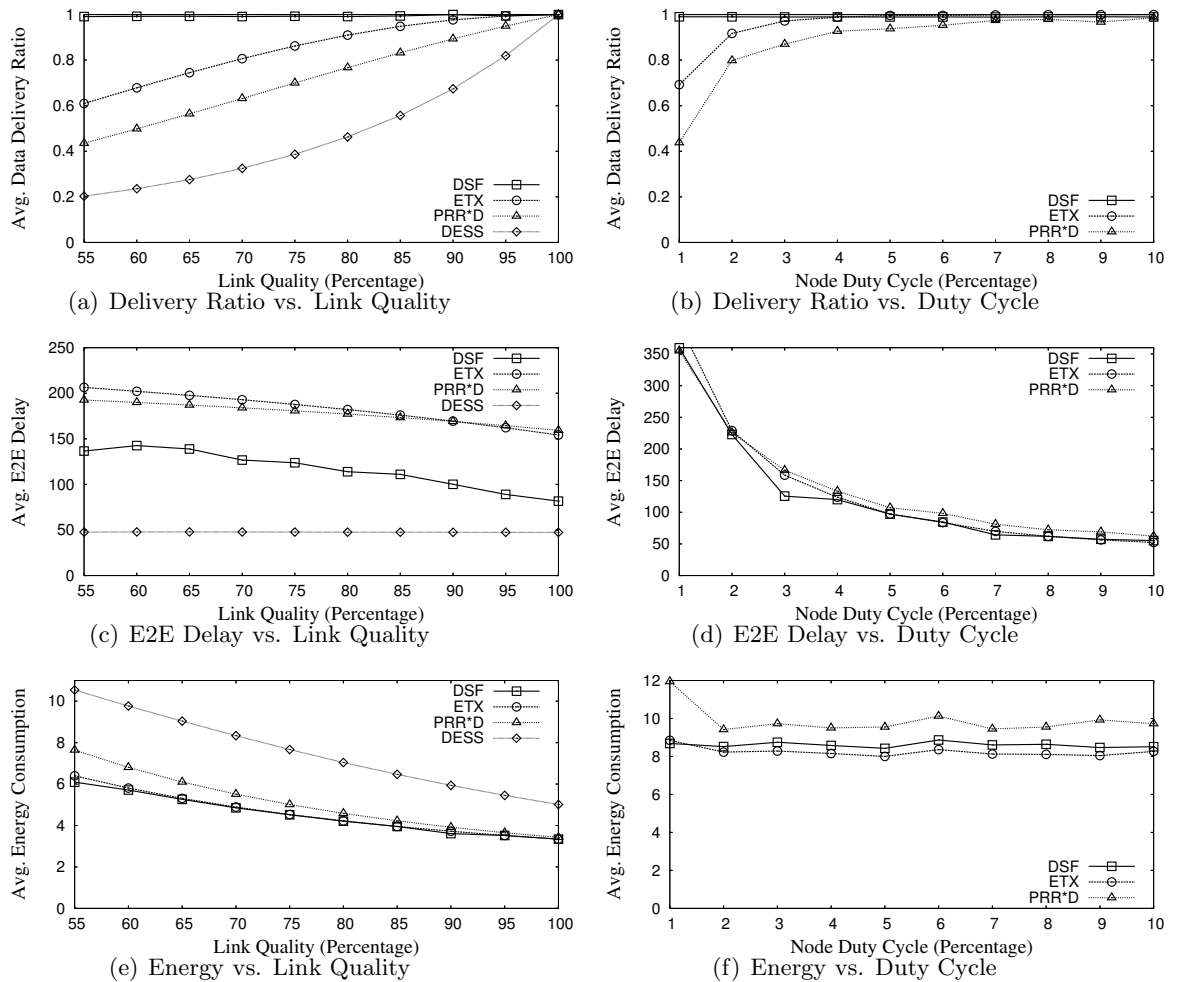 Avg. Data Delivery Ratio
1
0.8
0.6
0.4
0.2
0
DSF
ETX
PRR*D
DESS
55 60 65 70 75 80 85 90 95 100
Link Quality (Percentage)
(a) Delivery Ratio vs. Link Quality
Avg. Data Delivery Ratio
1
0.8
0.6
0.4
0.2
0
DSF
ETX
PRR*D
1 2 3 4 5 6 7 8 9 10
Node Duty Cycle (Percentage)
(b) Delivery Ratio vs. Duty Cycle
Avg. E2E Delay
250
200
150
100
50
0
DSF
ETX
PRR*D
DESS
55 60 65 70 75 80 85 90 95 100
Link Quality (Percentage)
(c) E2E Delay vs. Link Quality
Avg. E2E Delay
350
300
250
200
150
100
50
0
DSF
ETX
PRR*D
1 2 3 4 5 6 7 8 9 10
Node Duty Cycle (Percentage)
(d) E2E Delay vs. Duty Cycle
Avg. Energy Consumption
10
8
6
4
2
0
DSF
ETX
PRR*D
DESS
55 60 65 70 75 80 85 90 95 100
Link Quality (Percentage)
(e) Energy vs. Link Quality
Avg. Energy Consumption
12
10
8
6
4
2
0
DSF
ETX
PRR*D
1 2 3 4 5 6 7 8 9 10
Node Duty Cycle (Percentage)
(f) Energy vs. Duty Cycle